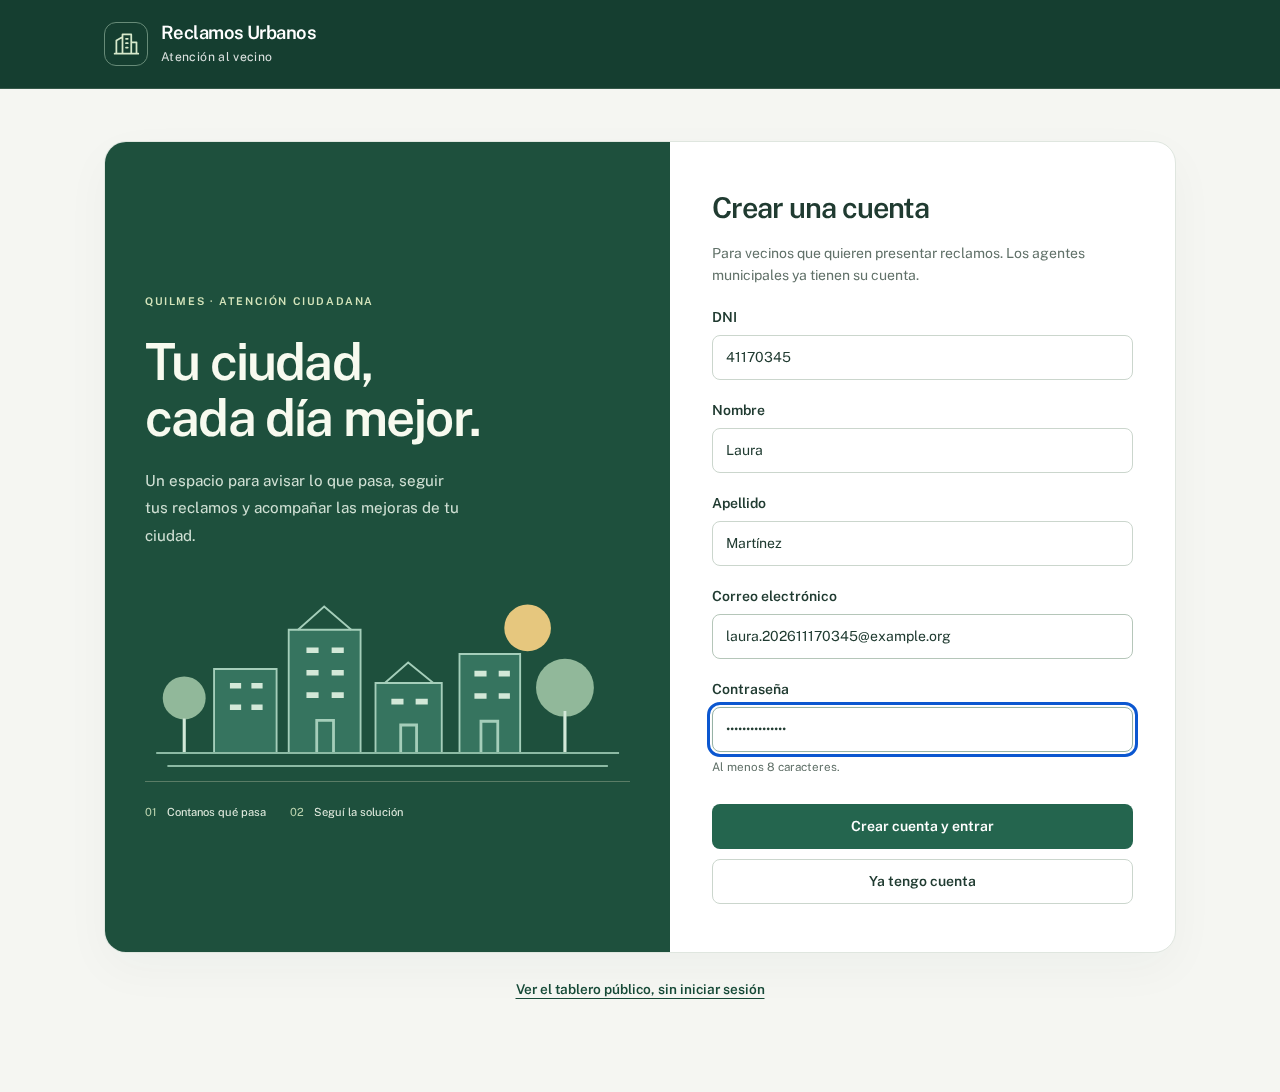 Reclamos Urbanos
Atención al vecino
QUILMES · ATENCIÓN CIUDADANA
Tu ciudad,
cada día mejor.
Un espacio para avisar lo que pasa, seguir
tus reclamos y acompañar las mejoras de tu
ciudad.
01 Contanos qué pasa 02 Seguí la solución
Crear una cuenta
Para vecinos que quieren presentar reclamos. Los agentes
municipales ya tienen su cuenta.
DNI
41170345
Nombre
Laura
Apellido
Martínez
Correo electrónico
laura.202611170345@example.org
Contraseña
•••••••••••••••
Al menos 8 caracteres.
Crear cuenta y entrar
Ya tengo cuenta
Ver el tablero público, sin iniciar sesión